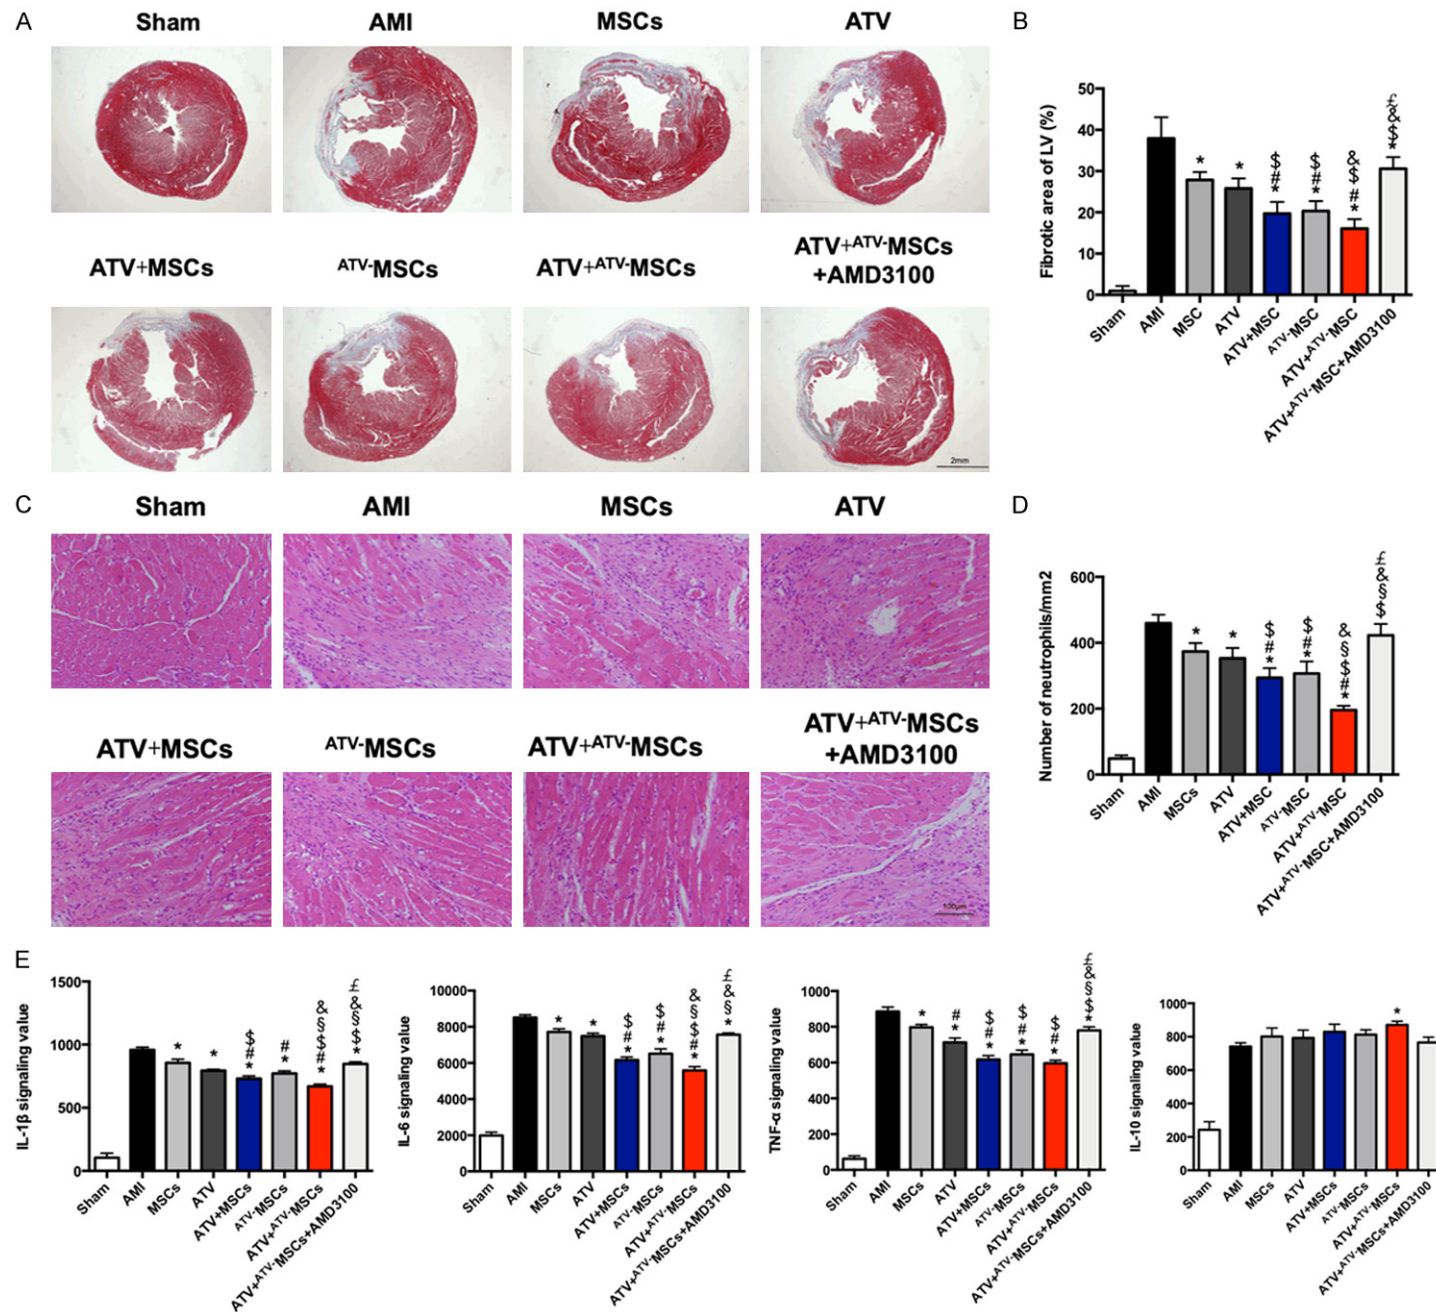 A
Sham AMI MSCs ATV
ATV+MSCs ATV-MSCs ATV+ATV-MSCs ATV+ATV-MSCs
+AMD3100
2mm
B
Fibrotic area of LV (%)
50
40
30
20
10
0
*
*
$
#
*
$
#
*
&
$
#
*
£
&
$
*
Sham
AMI
MSC
ATV
ATV+MSC
ATV-MSC
ATV+ATV-MSC
ATV+ATV-MSC+AMD3100
C
Sham AMI MSCs ATV
ATV+MSCs ATV-MSCs ATV+ATV-MSCs ATV+ATV-MSCs
+AMD3100
100μm
D
Number of neutrophils/mm2
600
400
200
0
*
*
$
#
*
$
#
*
&
§
$
#
*
£
&
§
$
Sham
AMI
MSCs
ATV
ATV+MSC
ATV-MSC
ATV+ATV-MSC
ATV+ATV-MSC+AMD3100
E
IL-1β signaling value
1500
1000
500
0
*
*
$
#
*
#
*
&
§
$
#
*
£
&
§
$
*
Sham
AMI
MSCs
ATV
ATV+MSCs
ATV-MSCs
ATV+ATV-MSCs
ATV+ATV-MSCs+AMD3100
IL-6 signaling value
10000
8000
6000
4000
2000
0
*
*
$
#
*
$
#
*
&
§
$
#
*
£
&
§
*
Sham
AMI
MSCs
ATV
ATV+MSCs
ATV-MSCs
ATV+ATV-MSCs
ATV+ATV-MSCs+AMD3100
TNF-α signaling value
1000
800
600
400
200
0
*
#
*
$
#
*
$
#
*
$
#
*
£
&
§
$
*
Sham
AMI
MSCs
ATV
ATV+MSCs
ATV-MSCs
ATV+ATV-MSCs
ATV+ATV-MSCs+AMD3100
IL-10 signaling value
1000
800
600
400
200
0
*
Sham
AMI
MSCs
ATV
ATV+MSCs
ATV-MSCs
ATV+ATV-MSCs
ATV+ATV-MSCs+AMD3100